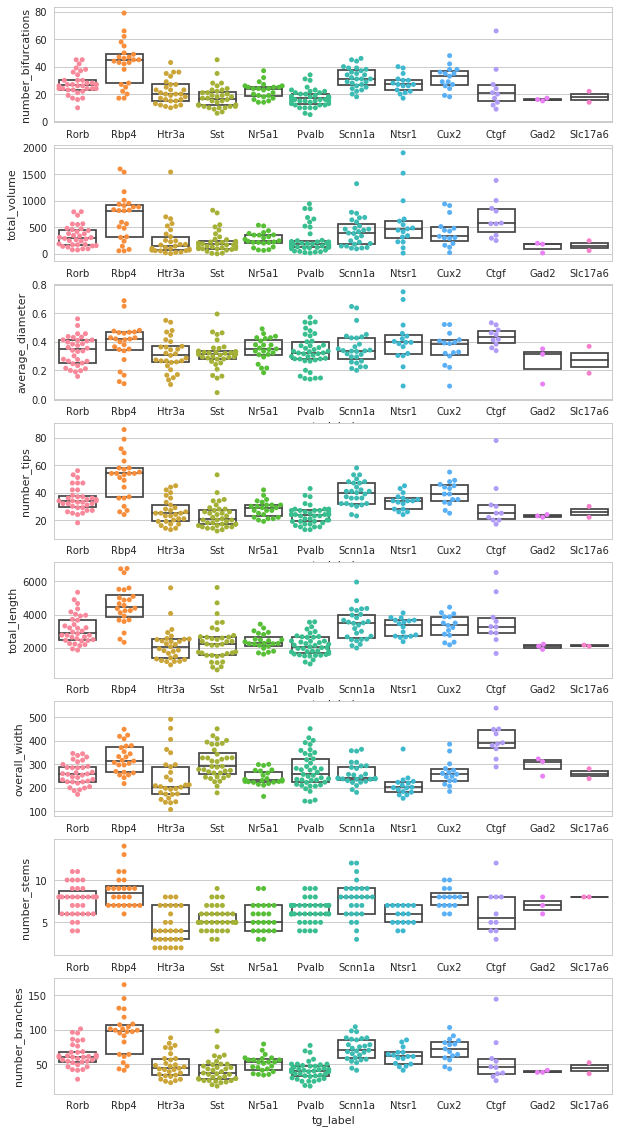 number_bifurcations
80
60
40
20
0
Rorb Rbp4 Htr3a Sst Nr5a1 Pvalb Scnn1a Ntsr1 Cux2 Ctgf Gad2 Slc17a6
total_volume
2000
1500
1000
500
0
Rorb Rbp4 Htr3a Sst Nr5a1 Pvalb Scnn1a Ntsr1 Cux2 Ctgf Gad2 Slc17a6
average_diameter
0.8
0.6
0.4
0.2
0.0
Rorb Rbp4 Htr3a Sst Nr5a1 Pvalb Scnn1a Ntsr1 Cux2 Ctgf Gad2 Slc17a6
number_tips
80
60
40
20
Rorb Rbp4 Htr3a Sst Nr5a1 Pvalb Scnn1a Ntsr1 Cux2 Ctgf Gad2 Slc17a6
total_length
6000
4000
2000
Rorb Rbp4 Htr3a Sst Nr5a1 Pvalb Scnn1a Ntsr1 Cux2 Ctgf Gad2 Slc17a6
overall_width
500
400
300
200
100
Rorb Rbp4 Htr3a Sst Nr5a1 Pvalb Scnn1a Ntsr1 Cux2 Ctgf Gad2 Slc17a6
number_stems
10
5
Rorb Rbp4 Htr3a Sst Nr5a1 Pvalb Scnn1a Ntsr1 Cux2 Ctgf Gad2 Slc17a6
number_branches
150
100
50
Rorb Rbp4 Htr3a Sst Nr5a1 Pvalb Scnn1a Ntsr1 Cux2 Ctgf Gad2 Slc17a6
tg_label